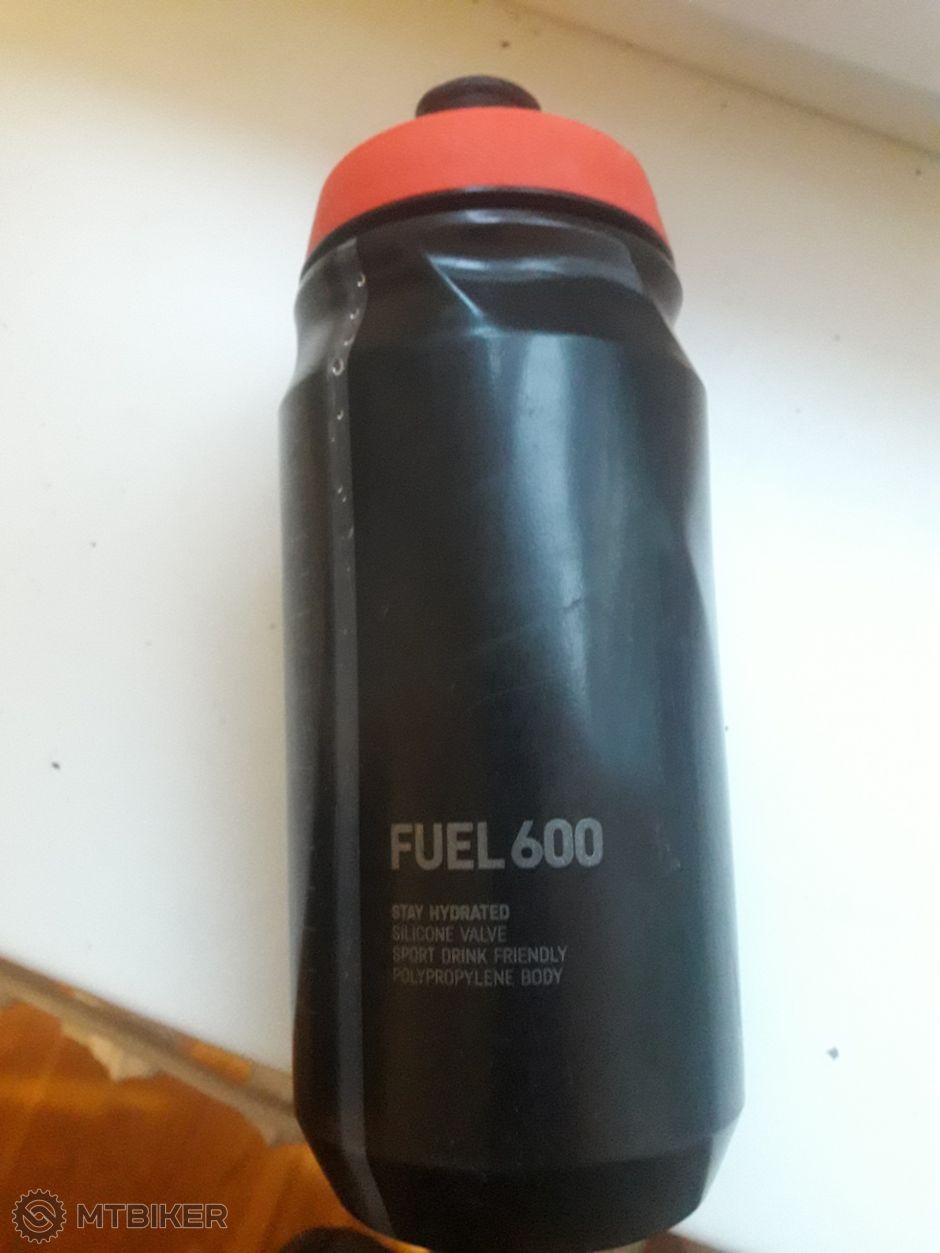 FUEL 600
STAY HYDRATED
SILICONE VALVE
SPORT DRINK FRIENDLY
POLYPROPYLENE BODY
MTBIKER